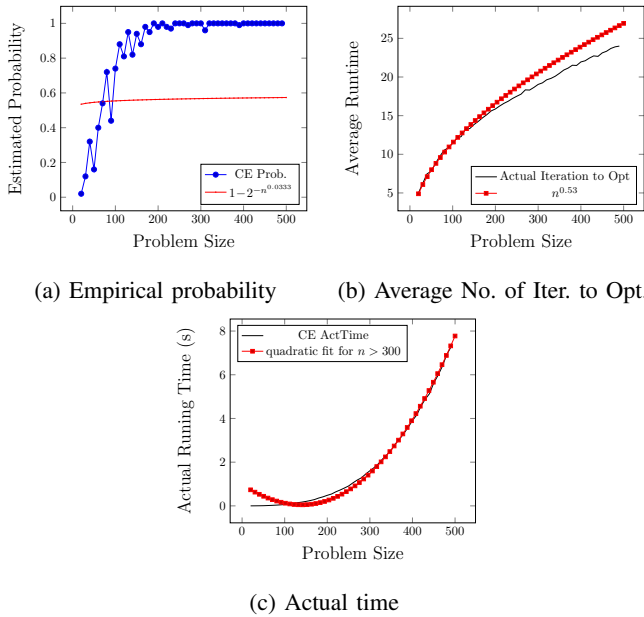 Estimated Probability
1
0.8
0.6
0.4
0.2
0
CE Prob.
1−2^{−n^{0.0333}}
0 100 200 300 400 500
Problem Size
(a) Empirical probability
Average Runtime
25
20
15
10
5
Actual Iteration to Opt
n^{0.53}
0 100 200 300 400 500
Problem Size
(b) Average No. of Iter. to Opt.
Actual Runing Time (s)
8
6
4
2
0
CE ActTime
quadratic fit for n > 300
0 100 200 300 400 500
Problem Size
(c) Actual time